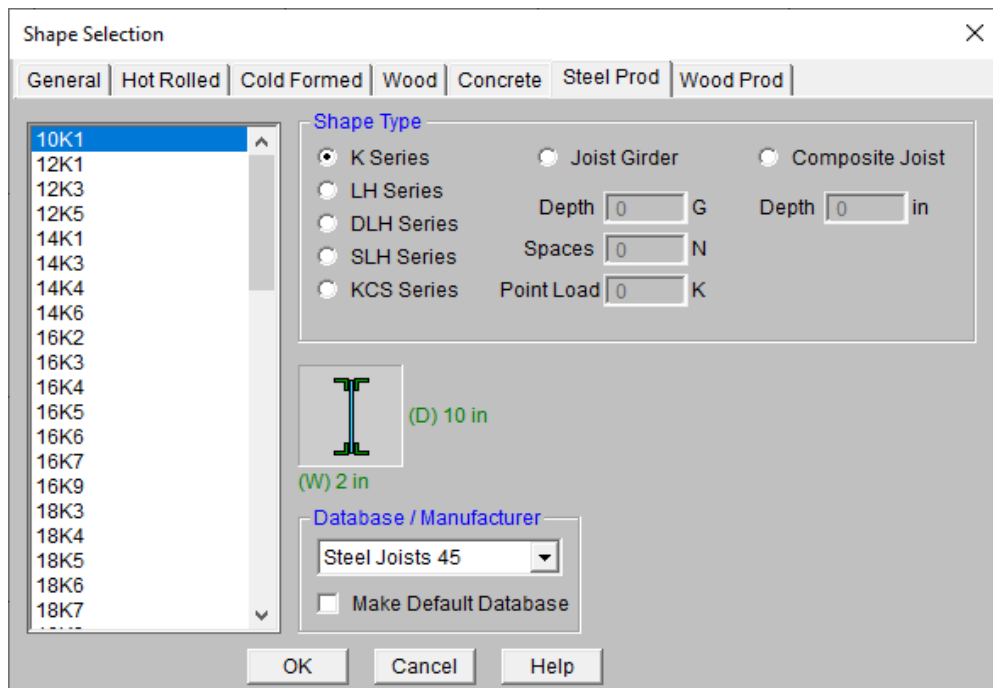 Shape Selection
General Hot Rolled Cold Formed Wood Concrete Steel Prod Wood Prod
10K1
12K1
12K3
12K5
14K1
14K3
14K4
14K6
16K2
16K3
16K4
16K5
16K6
16K7
16K9
18K3
18K4
18K5
18K6
18K7
Shape Type
K Series
LH Series
DLH Series
SLH Series
KCS Series
Joist Girder
Depth 0 G
Spaces 0 N
Point Load 0 K
Composite Joist
Depth 0 in
(D) 10 in
(W) 2 in
Database / Manufacturer
Steel Joists 45
Make Default Database
OK Cancel Help